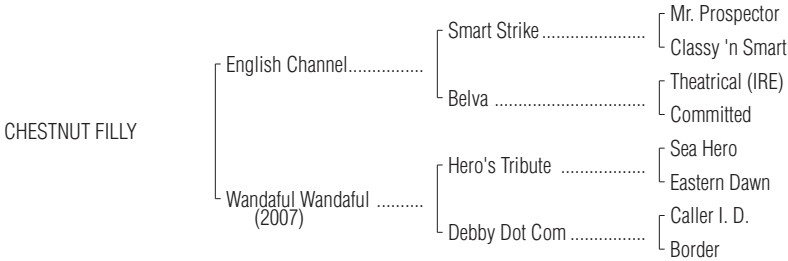 Mr. Prospector
Smart Strike......................
Classy 'n Smart
English Channel................
Theatrical (IRE)
Belva ................................
Committed
CHESTNUT FILLY
Sea Hero
Hero's Tribute ..................
Eastern Dawn
Wandaful Wandaful ..........
(2007)
Caller I. D.
Debby Dot Com ................
Border